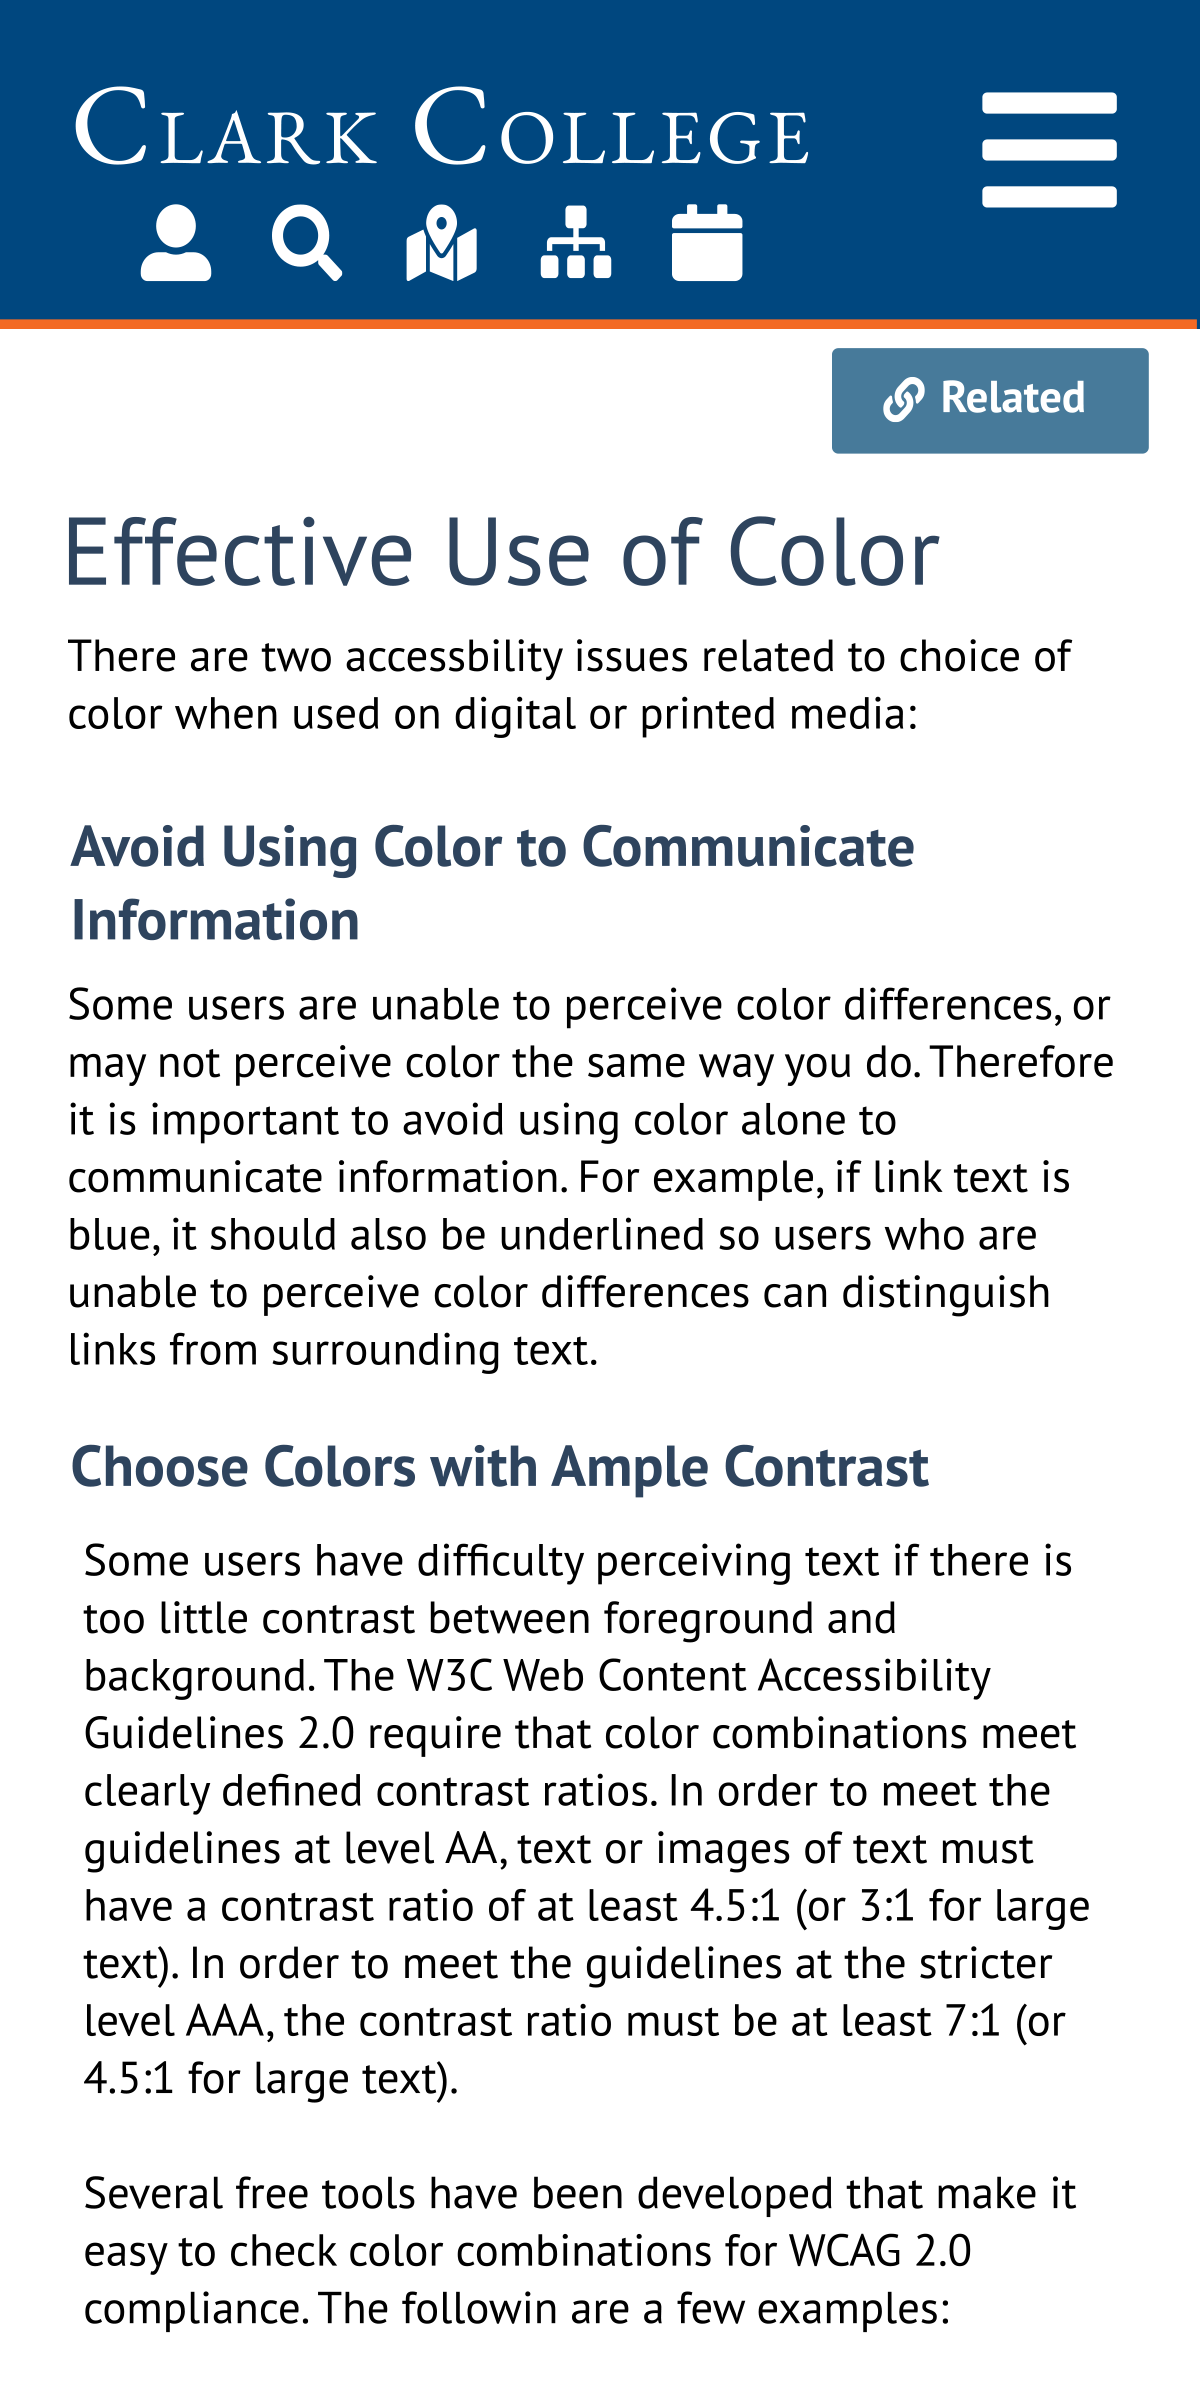 CLARK COLLEGE
Related
Effective Use of Color
There are two accessbility issues related to choice of
color when used on digital or printed media:
Avoid Using Color to Communicate
Information
Some users are unable to perceive color differences, or
may not perceive color the same way you do. Therefore
it is important to avoid using color alone to
communicate information. For example, if link text is
blue, it should also be underlined so users who are
unable to perceive color differences can distinguish
links from surrounding text.
Choose Colors with Ample Contrast
Some users have difficulty perceiving text if there is
too little contrast between foreground and
background. The W3C Web Content Accessibility
Guidelines 2.0 require that color combinations meet
clearly defined contrast ratios. In order to meet the
guidelines at level AA, text or images of text must
have a contrast ratio of at least 4.5:1 (or 3:1 for large
text). In order to meet the guidelines at the stricter
level AAA, the contrast ratio must be at least 7:1 (or
4.5:1 for large text).
Several free tools have been developed that make it
easy to check color combinations for WCAG 2.0
compliance. The followin are a few examples: